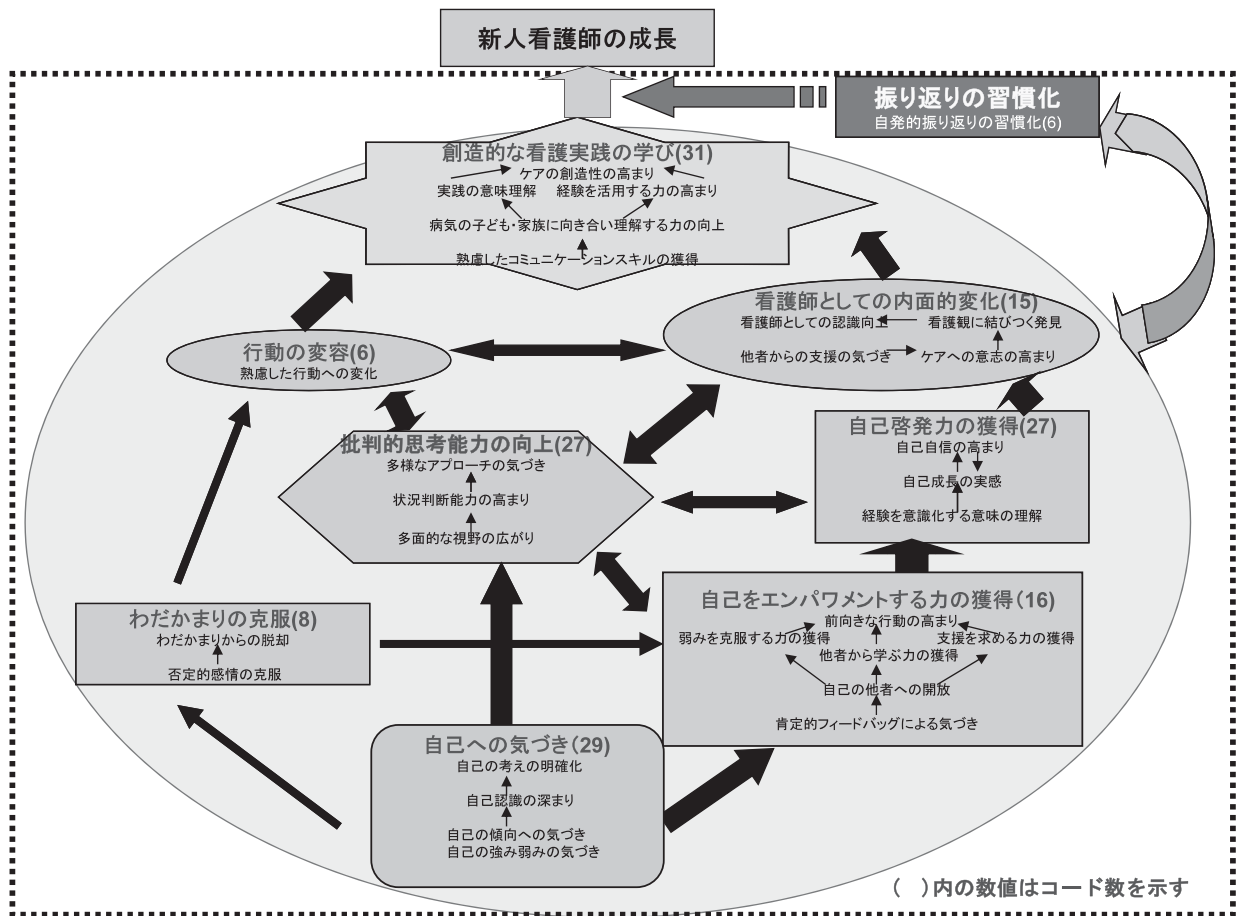 新人看護師の成長
振り返りの習慣化
自発的振り返りの習慣化(6)
創造的な看護実践の学び(31)
ケアの創造性の高まり
実践の意味理解 経験を活用する力の高まり
病気の子ども・家族に向き合い理解する力の向上
熟慮したコミュニケーションスキルの獲得
看護師としての内面的変化(15)
看護師としての認識向上 看護観に結びつく発見
他者からの支援の気づき ケアへの意志の高まり
行動の変容(6)
熟慮した行動への変化
批判的思考能力の向上(27)
多様なアプローチの気づき
状況判断能力の高まり
多面的な視野の広がり
自己啓発力の獲得(27)
自己自信の高まり
自己成長の実感
経験を意識化する意味の理解
わだかまりの克服(8)
わだかまりからの脱却
否定的感情の克服
自己をエンパワメントする力の獲得(16)
前向きな行動の高まり
弱みを克服する力の獲得 支援を求める力の獲得
他者から学ぶ力の獲得
自己の他者への開放
肯定的フィードバッグによる気づき
自己への気づき(29)
自己の考えの明確化
自己認識の深まり
自己の傾向への気づき
自己の強み弱みの気づき
( )内の数値はコード数を示す